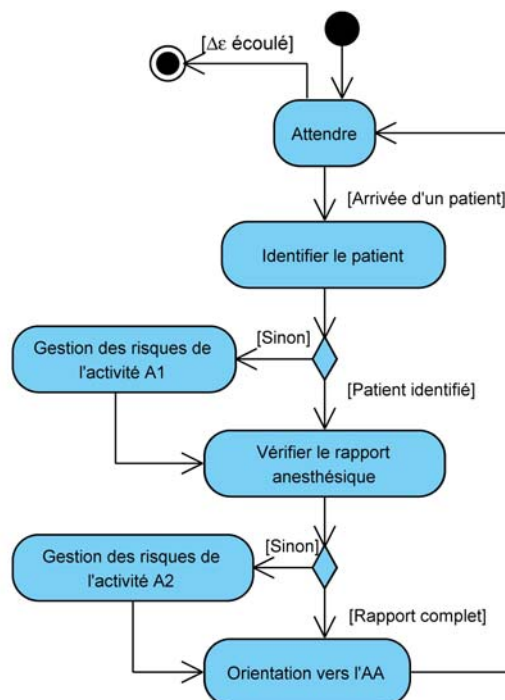 [Δε écoulé]
Attendre
[Arrivée d'un patient]
Identifier le patient
[Sinon]
Gestion des risques de
l'activité A1
[Patient identifié]
Vérifier le rapport
anesthésique
[Sinon]
Gestion des risques de
l'activité A2
[Rapport complet]
Orientation vers l'AA